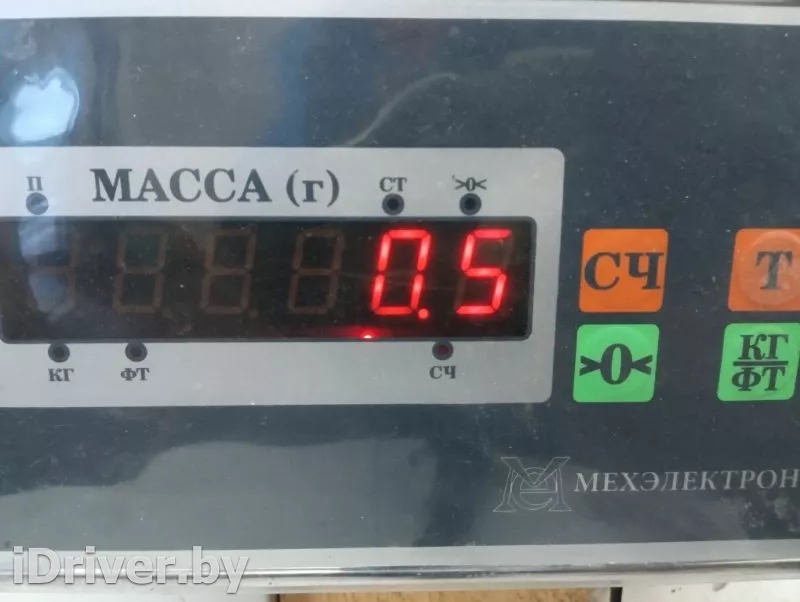 П МАССА (г) СТ >0<
0.5
КГ ФТ СЧ
СЧ Т
>0< КГ/ФТ
МЕХЭЛЕКТРОН
iDriver.by